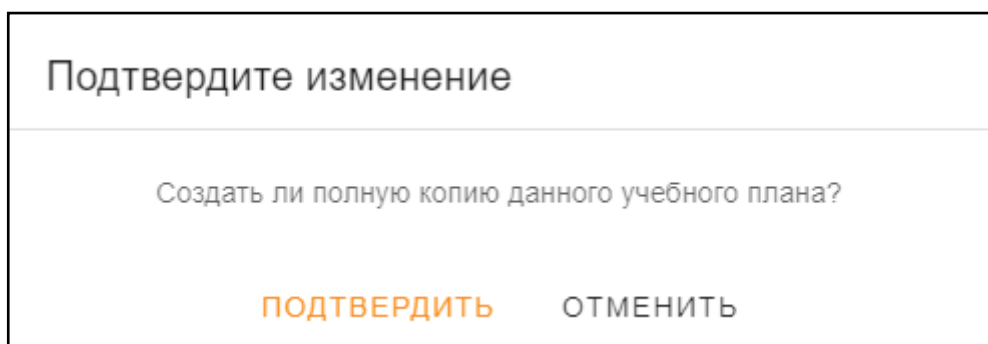 Подтвердите изменение
Создать ли полную копию данного учебного плана?
ПОДТВЕРДИТЬ ОТМЕНИТЬ